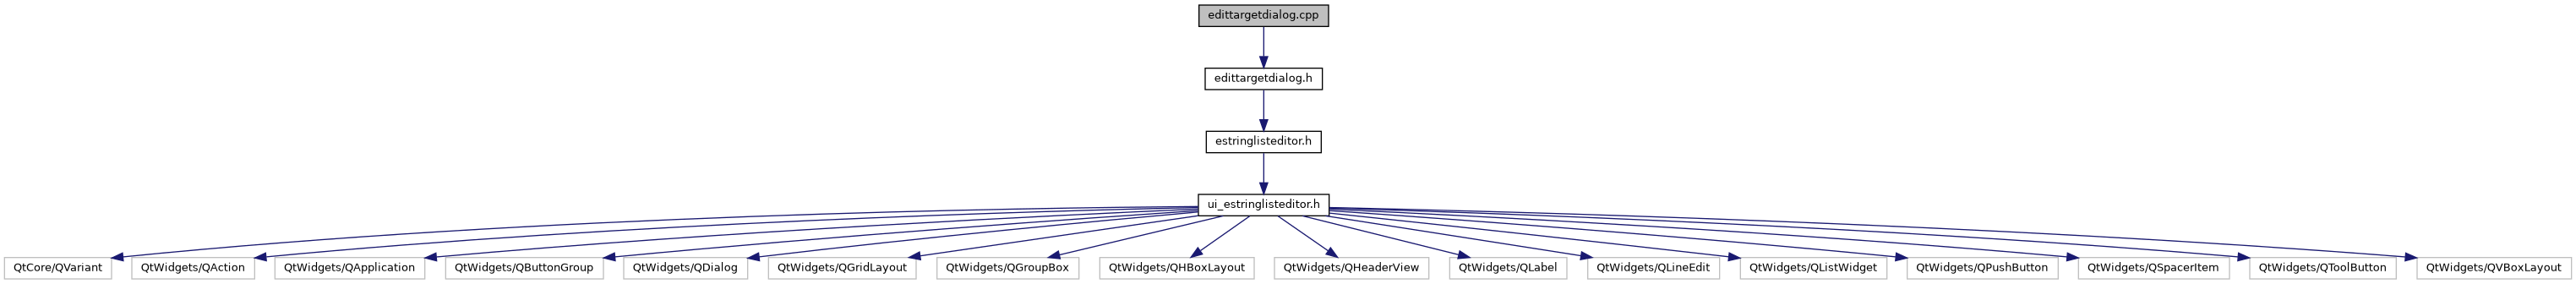 edittargetdialog.cpp
edittargetdialog.h
estringlisteditor.h
ui_estringlisteditor.h
QtCore/QVariant
QtWidgets/QAction
QtWidgets/QApplication
QtWidgets/QButtonGroup
QtWidgets/QDialog
QtWidgets/QGridLayout
QtWidgets/QGroupBox
QtWidgets/QHBoxLayout
QtWidgets/QHeaderView
QtWidgets/QLabel
QtWidgets/QLineEdit
QtWidgets/QListWidget
QtWidgets/QPushButton
QtWidgets/QSpacerItem
QtWidgets/QToolButton
QtWidgets/QVBoxLayout